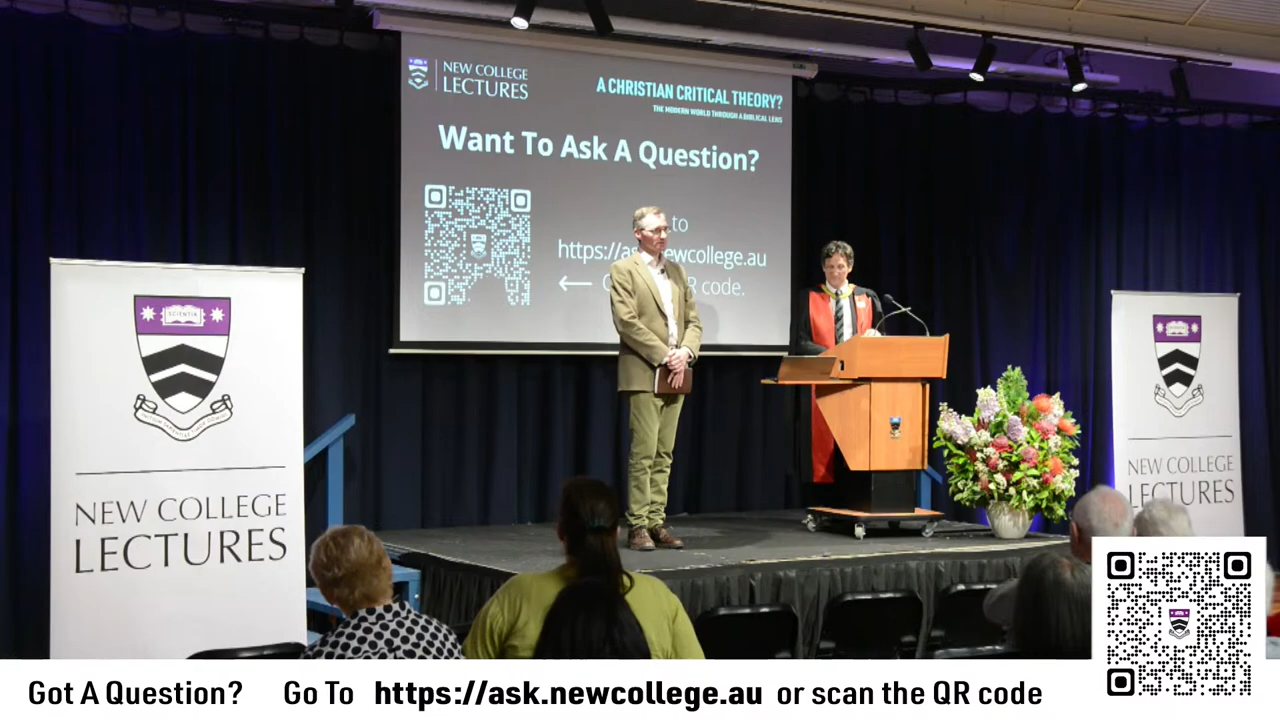 NEW COLLEGE
LECTURES
A CHRISTIAN CRITICAL THEORY?
THE MODERN WORLD THROUGH A BIBLICAL LENS
Want To Ask A Question?
to
https://as newcollege.au
QR code.
SCIENTIA
NEW COLLEGE
LECTURES
NEW COLLEGE
LECTURES
Got A Question? Go To https://ask.newcollege.au or scan the QR code